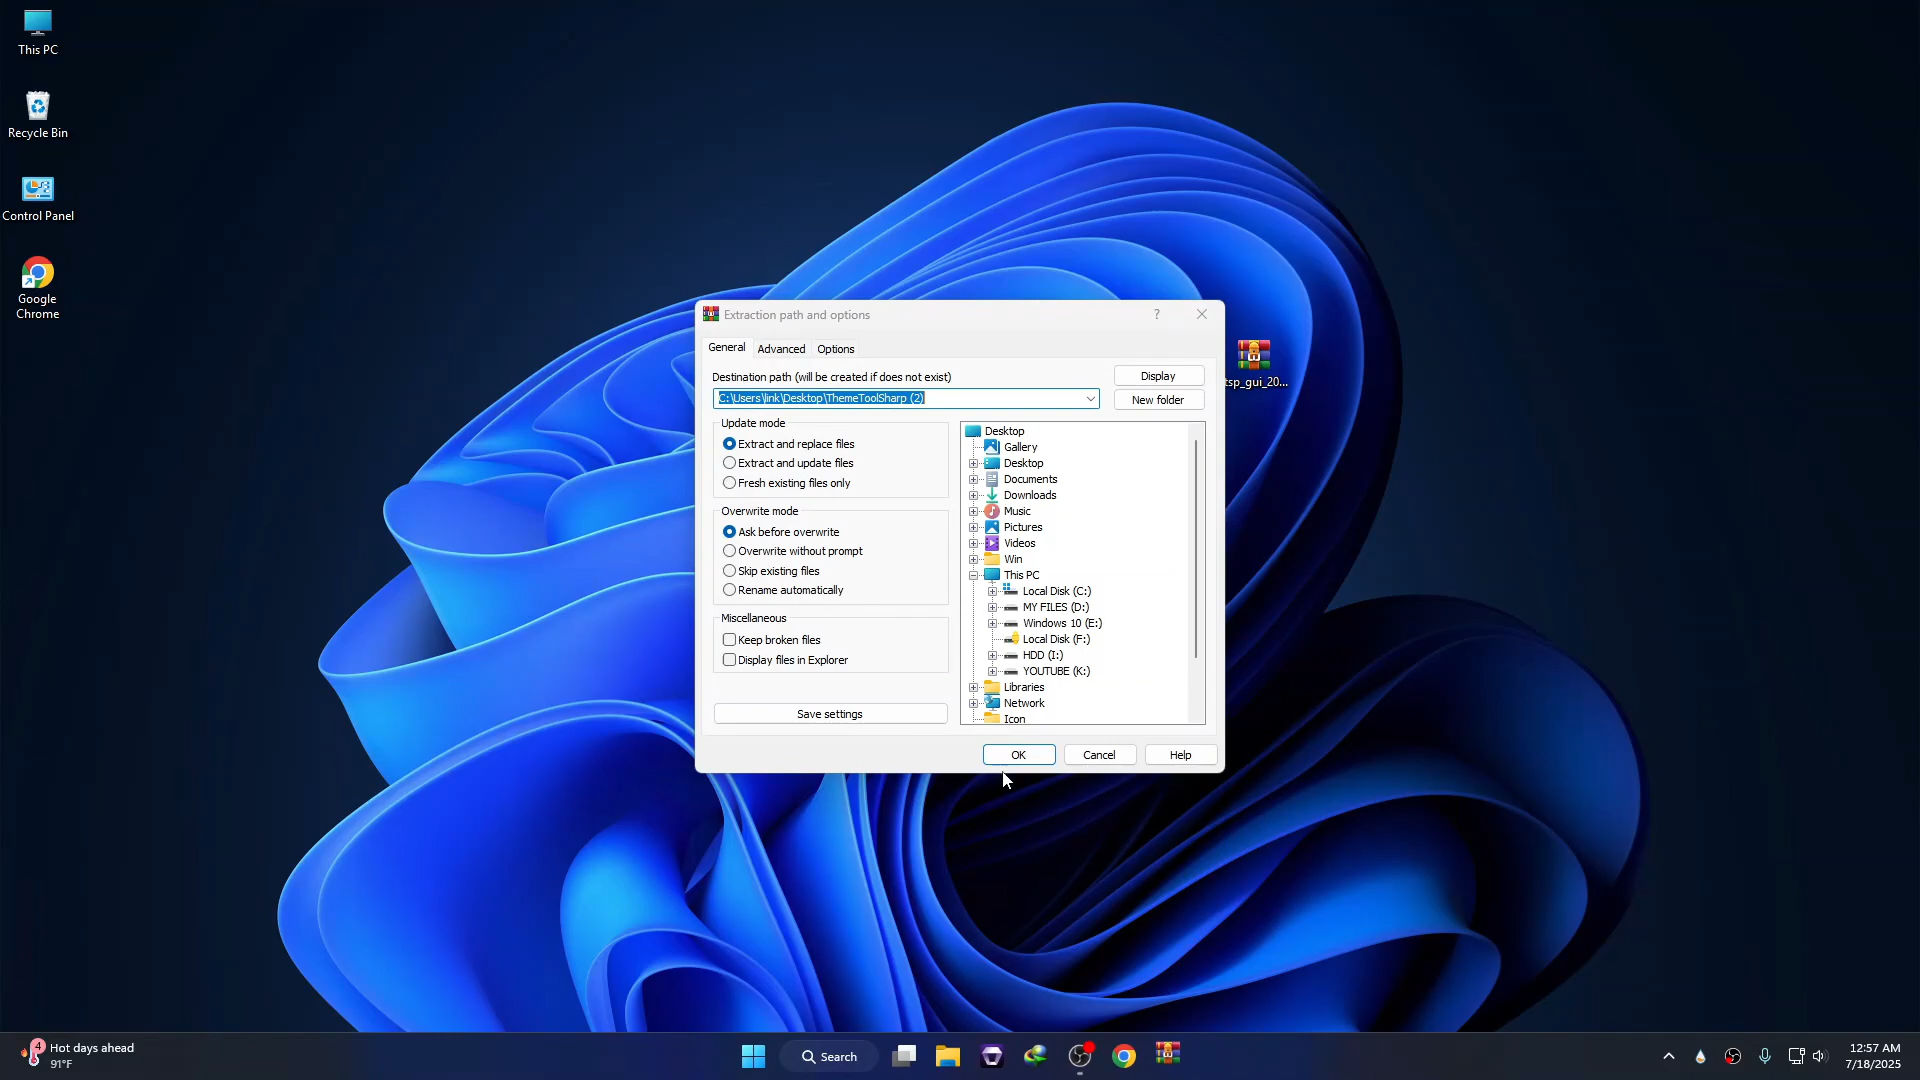 This PC
Recycle Bin
Control Panel
Google
Chrome
tsp_gui_20...
Extraction path and options
?
General
Advanced
Options
Destination path (will be created if does not exist)
Display
C:\Users\link\Desktop\ThemeToolSharp (2)
New folder
Update mode
Extract and replace files
Extract and update files
Fresh existing files only
Overwrite mode
Ask before overwrite
Overwrite without prompt
Skip existing files
Rename automatically
Miscellaneous
Keep broken files
Display files in Explorer
Save settings
Desktop
Gallery
Desktop
Documents
Downloads
Music
Pictures
Videos
Win
This PC
Local Disk (C:)
MY FILES (D:)
Windows 10 (E:)
Local Disk (F:)
HDD (I:)
YOUTUBE (K:)
Libraries
Network
Icon
OK
Cancel
Help
4
Hot days ahead
91°F
Search
12:57 AM
7/18/2025